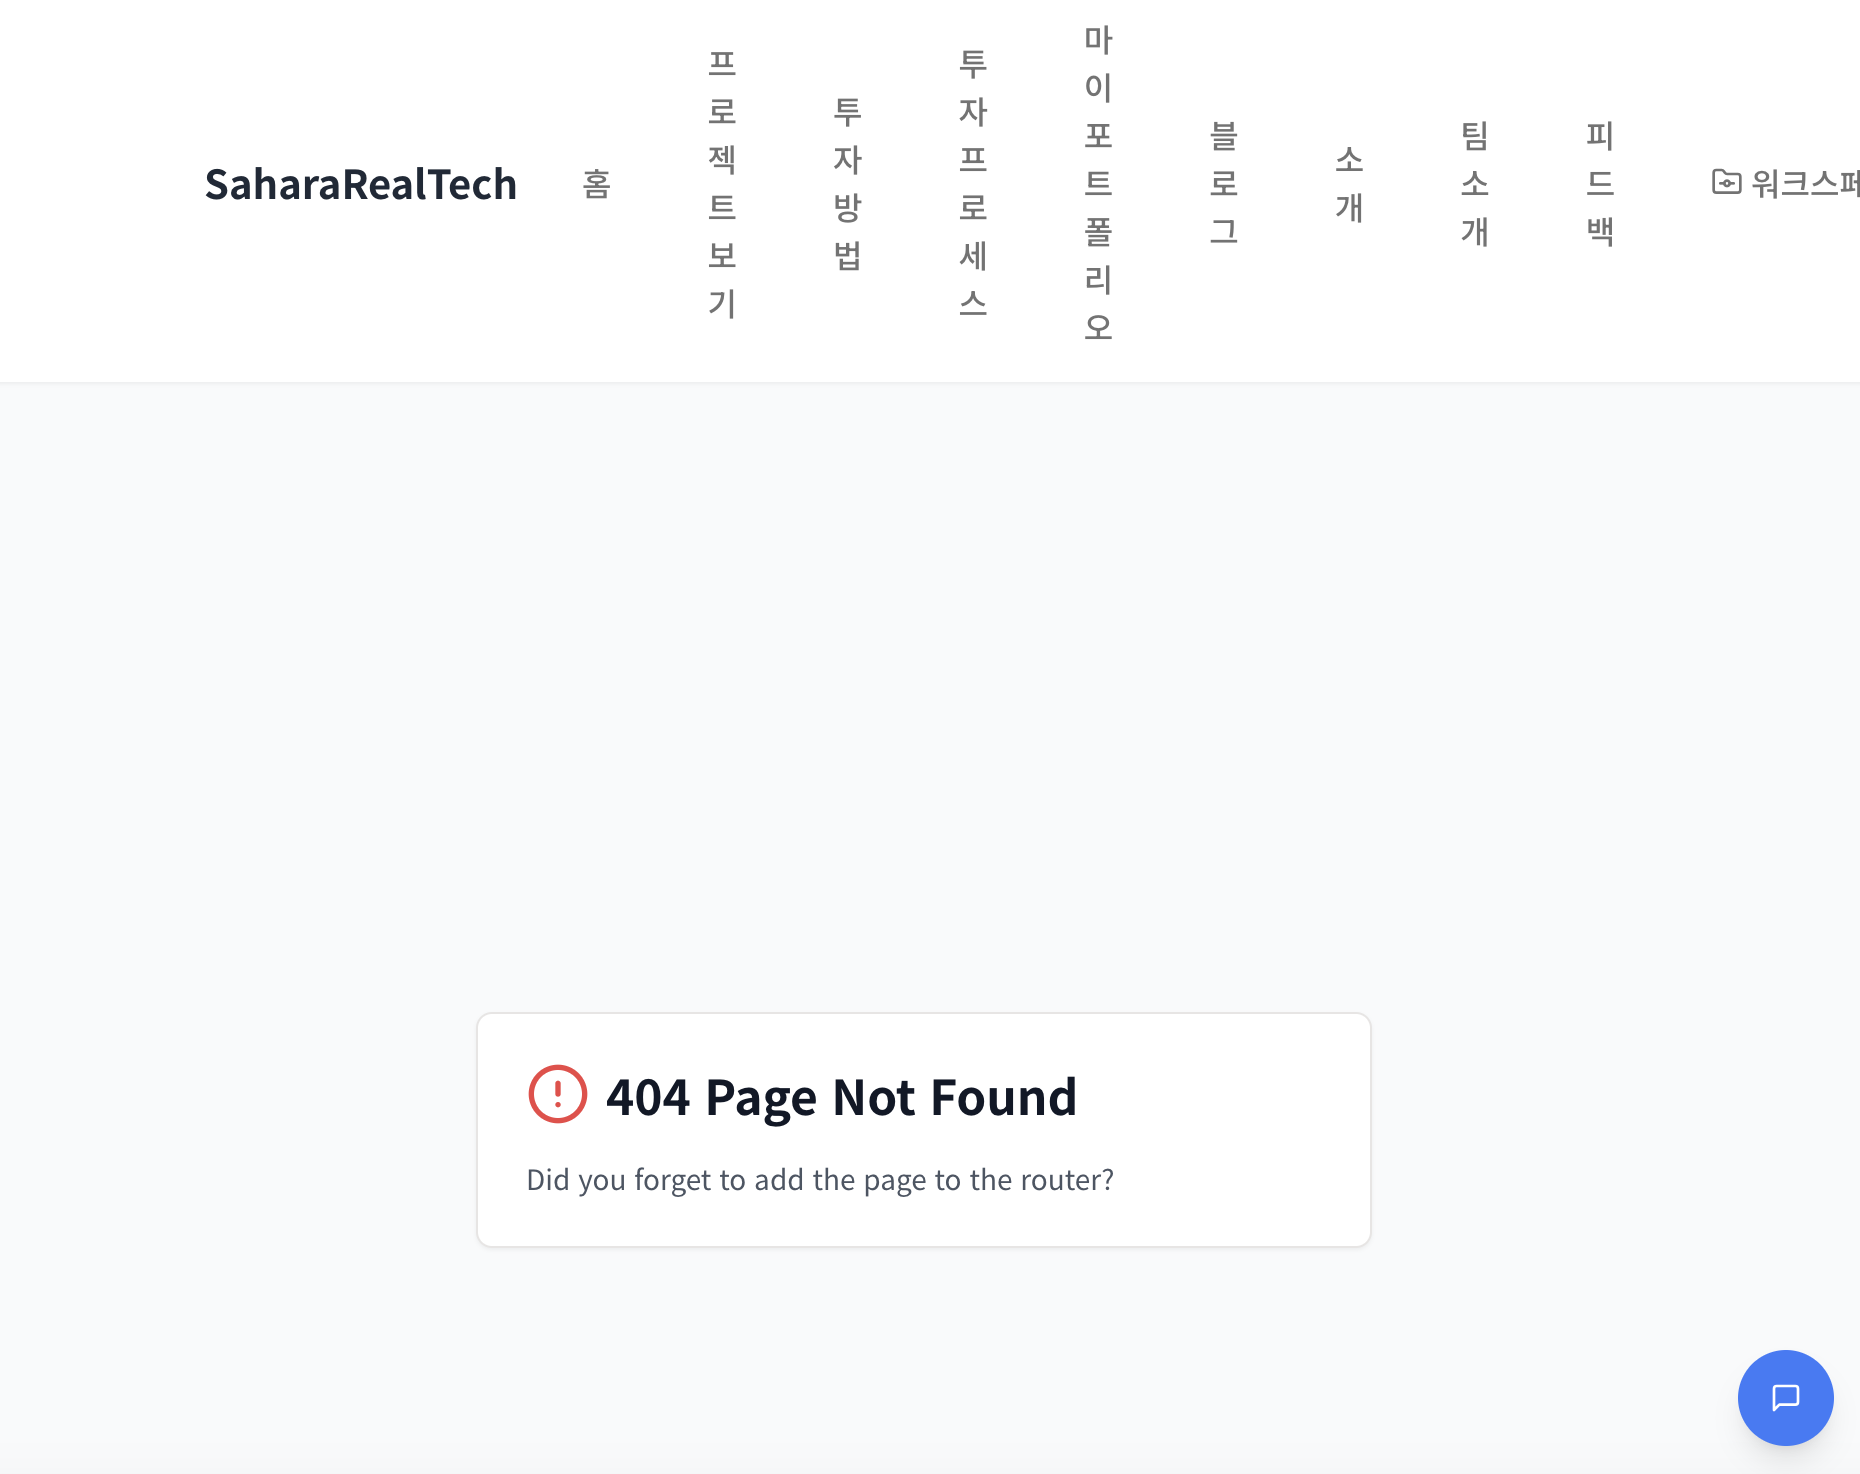 SaharaRealTech
홈
프로젝트보기
투자방법
투자프로세스
마이포트폴리오
블로그
소개
팀소개
피드백
워크스페
404 Page Not Found
Did you forget to add the page to the router?